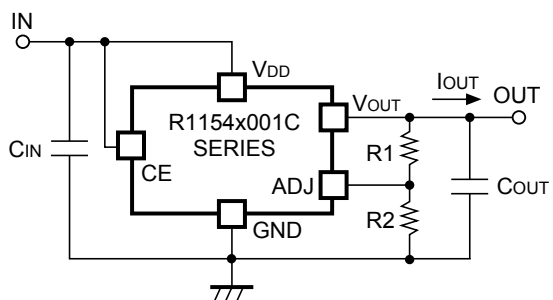 IN
VDD
IOUT
R1154x001C
SERIES
VOUT
OUT
CIN
CE
R1
ADJ
COUT
R2
GND